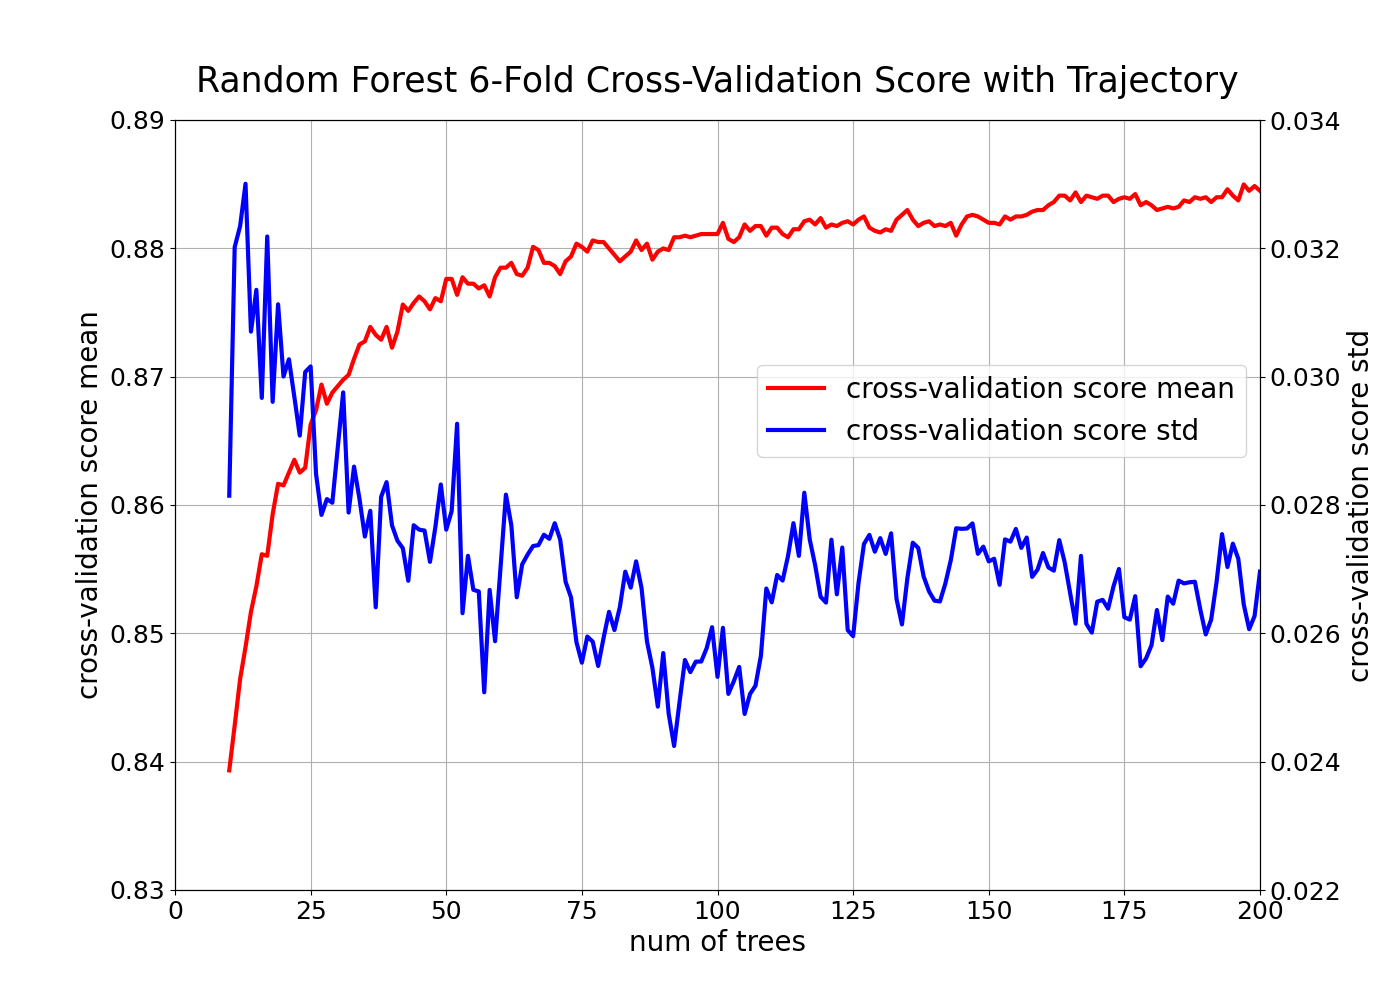 Random Forest 6-Fold Cross-Validation Score with Trajectory
0.89
0.88
0.87
0.86
0.85
0.84
0.83
cross-validation score mean
0.034
0.032
0.030
0.028
0.026
0.024
0.022
cross-validation score std
cross-validation score mean
cross-validation score std
0 25 50 75 100 125 150 175 200
num of trees